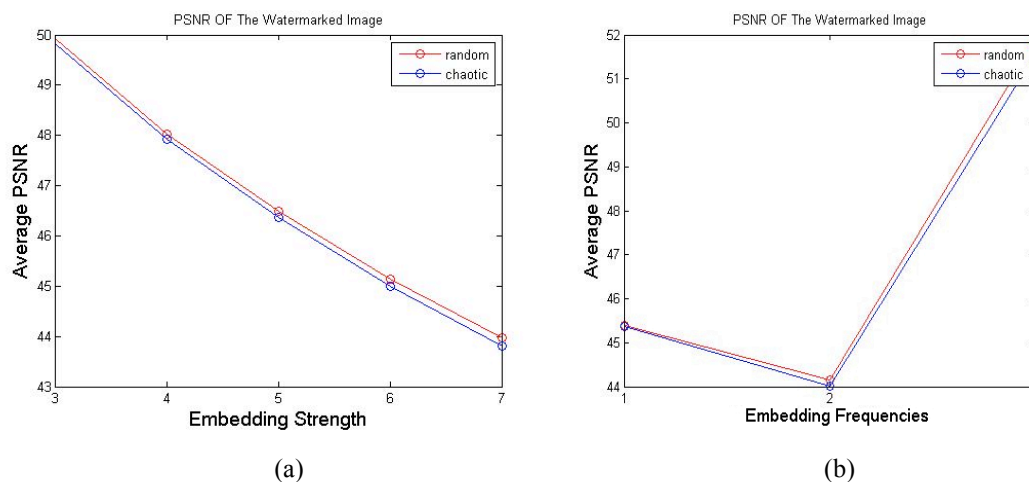 PSNR OF The Watermarked Image
50
49
48
47
46
45
44
43
Average PSNR
3 4 5 6 7
Embedding Strength
random
chaotic
(a)
PSNR OF The Watermarked Image
52
51
50
49
48
47
46
45
44
Average PSNR
1 2
Embedding Frequencies
random
chaotic
(b)